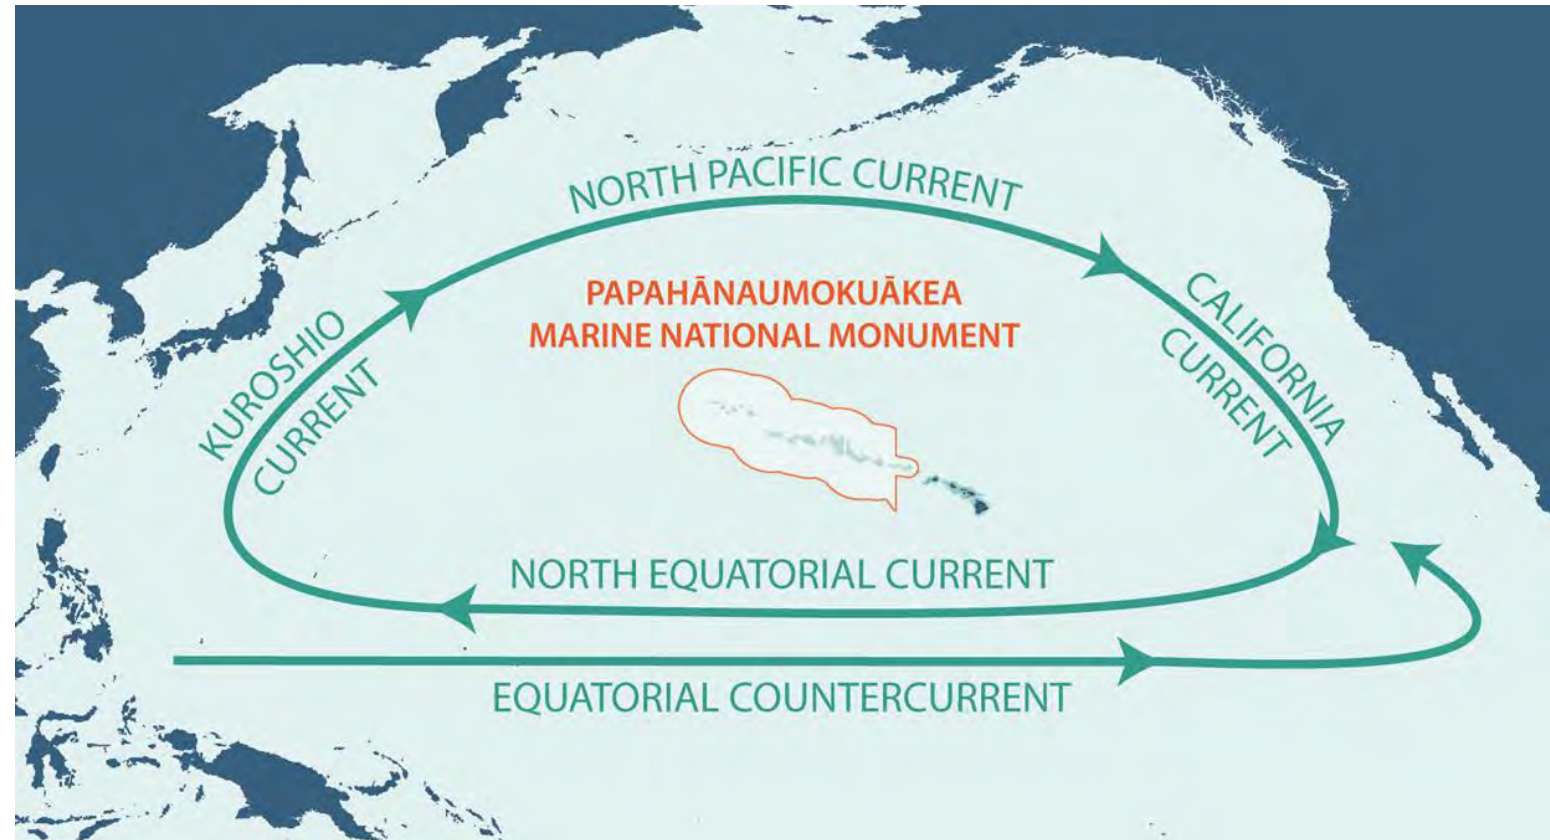 NORTH PACIFIC CURRENT
PAPAHĀNAUMOKUĀKEA
MARINE NATIONAL MONUMENT
KUROSHIO
CURRENT
CALIFORNIA
CURRENT
NORTH EQUATORIAL CURRENT
EQUATORIAL COUNTERCURRENT